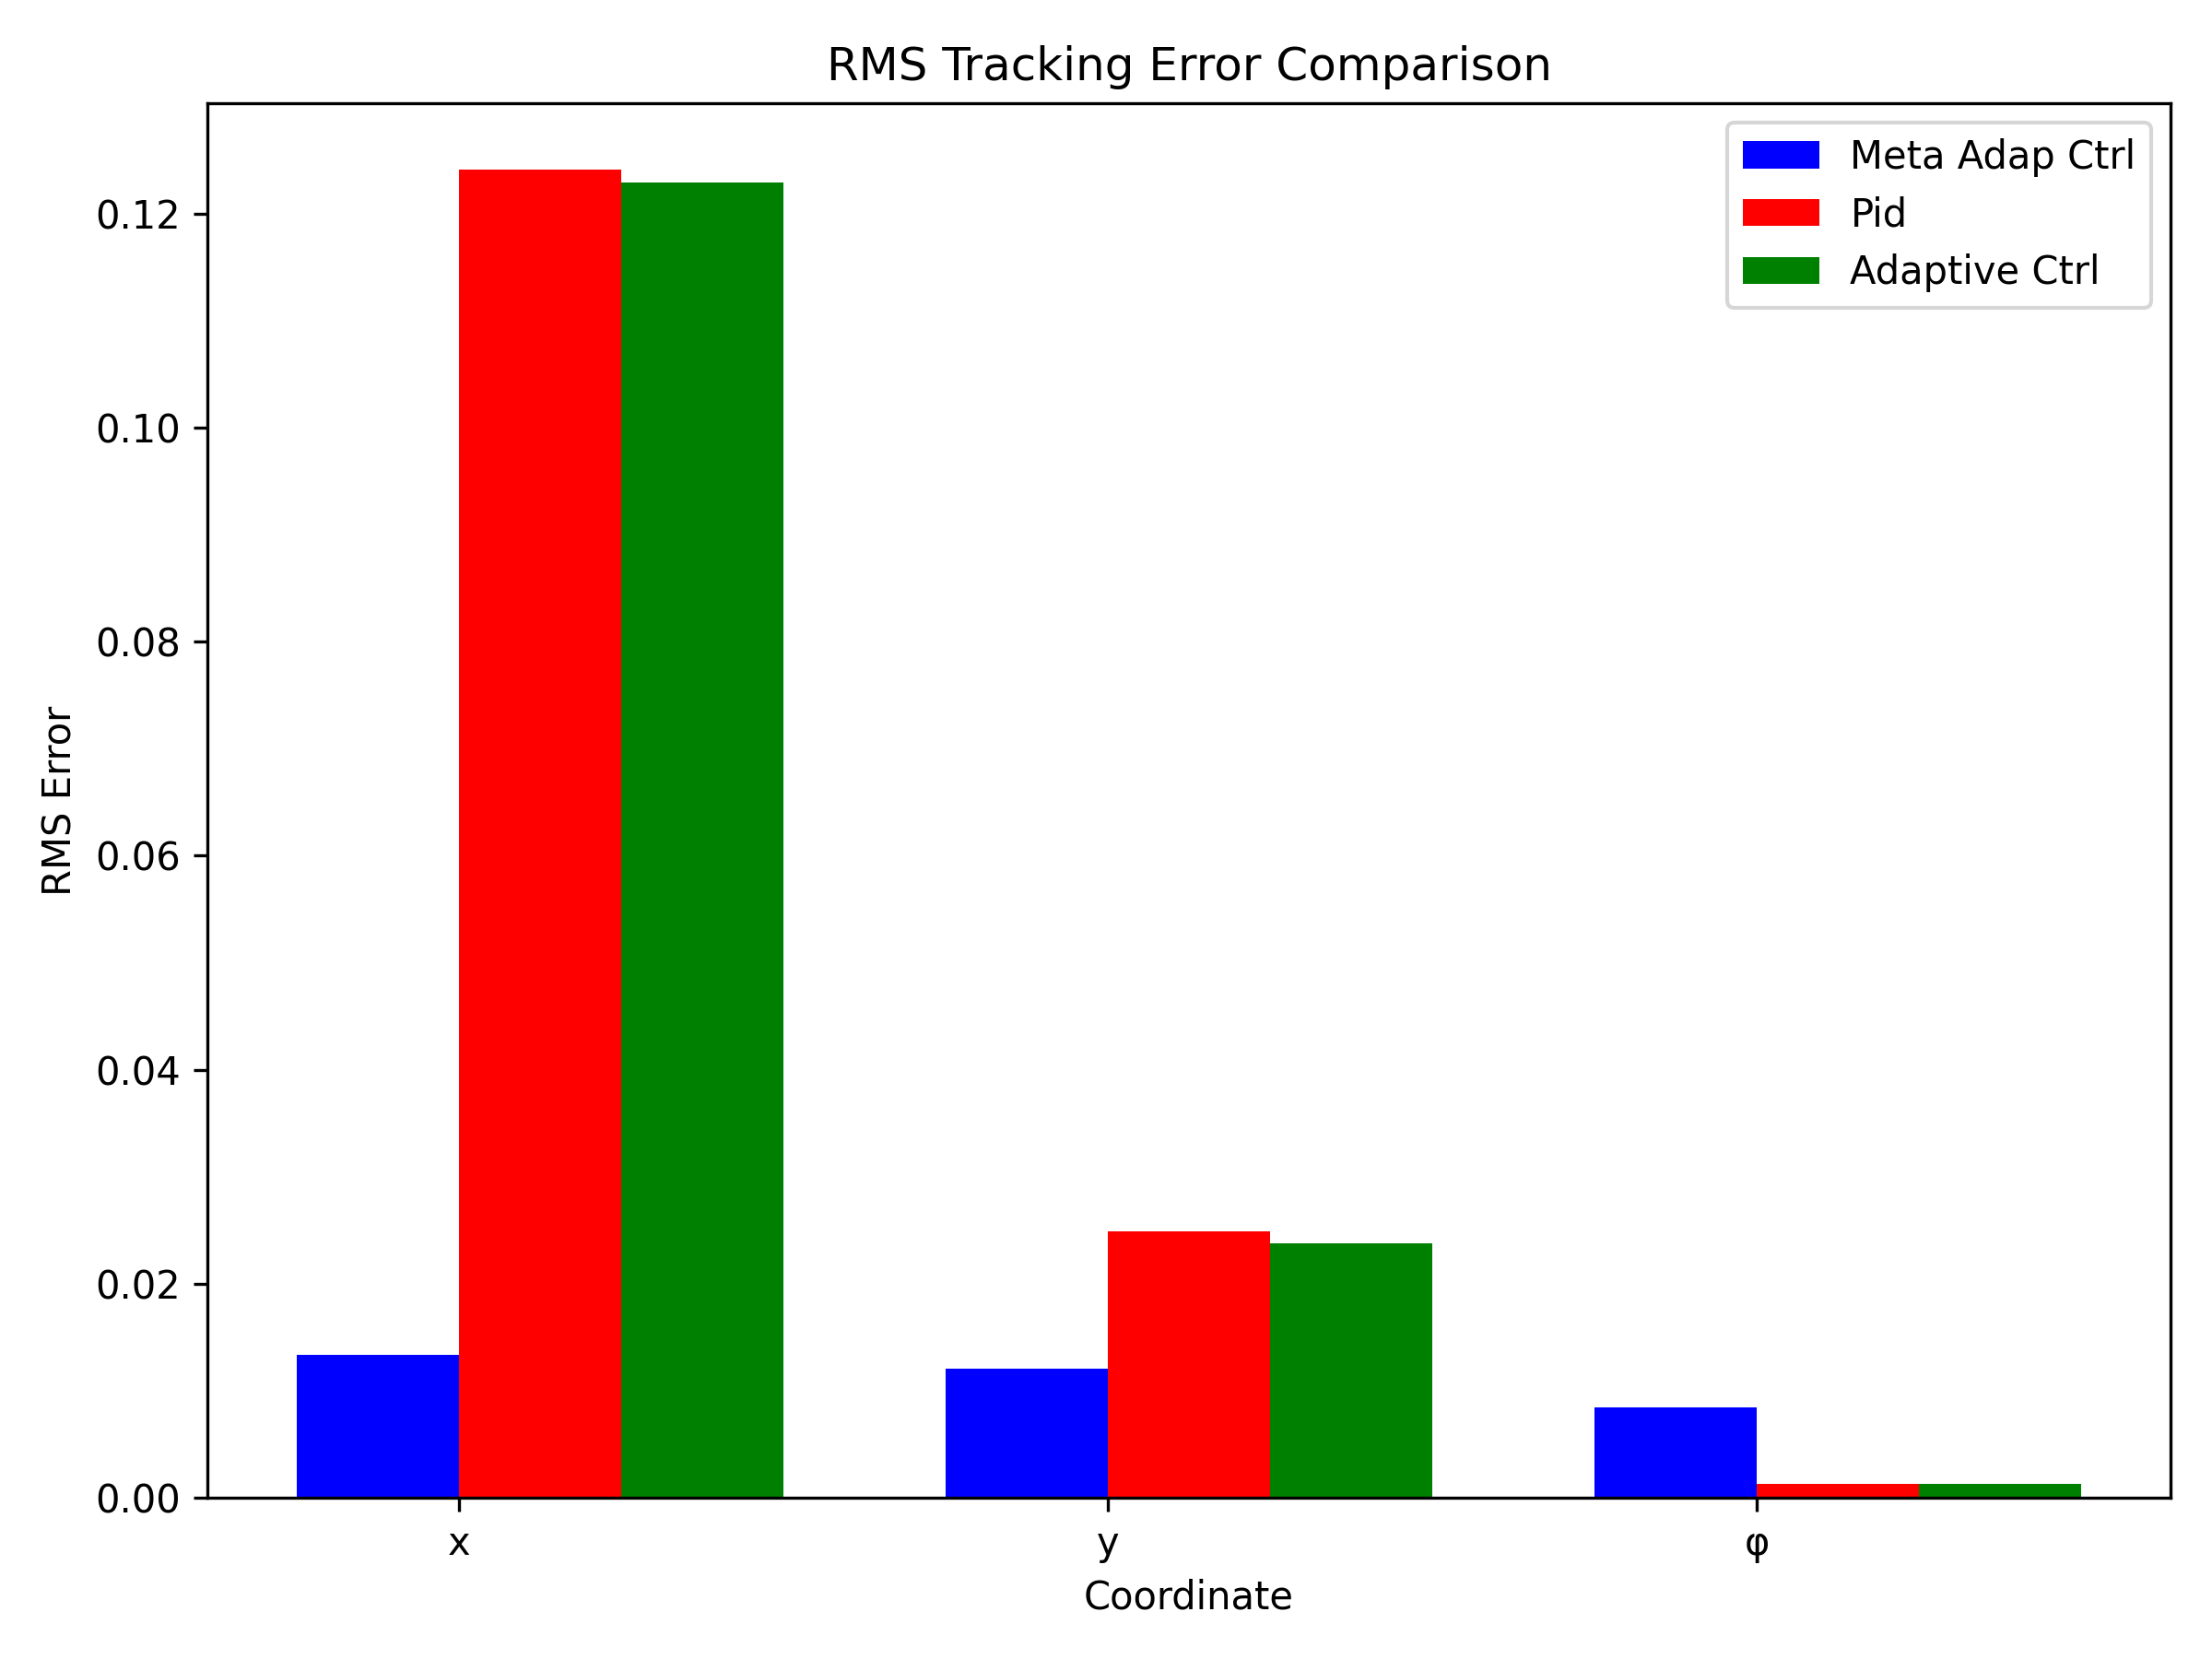 RMS Tracking Error Comparison
Meta Adap Ctrl
Pid
Adaptive Ctrl
RMS Error
0.12
0.10
0.08
0.06
0.04
0.02
0.00
x
y
φ
Coordinate